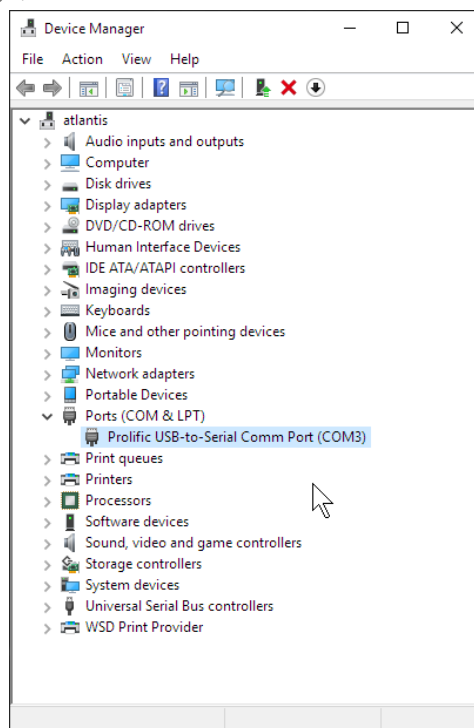 Device Manager
File Action View Help
atlantis
Audio inputs and outputs
Computer
Disk drives
Display adapters
DVD/CD-ROM drives
Human Interface Devices
IDE ATA/ATAPI controllers
Imaging devices
Keyboards
Mice and other pointing devices
Monitors
Network adapters
Portable Devices
Ports (COM & LPT)
Prolific USB-to-Serial Comm Port (COM3)
Print queues
Printers
Processors
Software devices
Sound, video and game controllers
Storage controllers
System devices
Universal Serial Bus controllers
WSD Print Provider